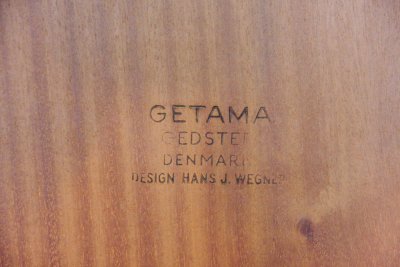 GETAMA
GEDSTED
DENMARK
DESIGN HANS J. WEGNER